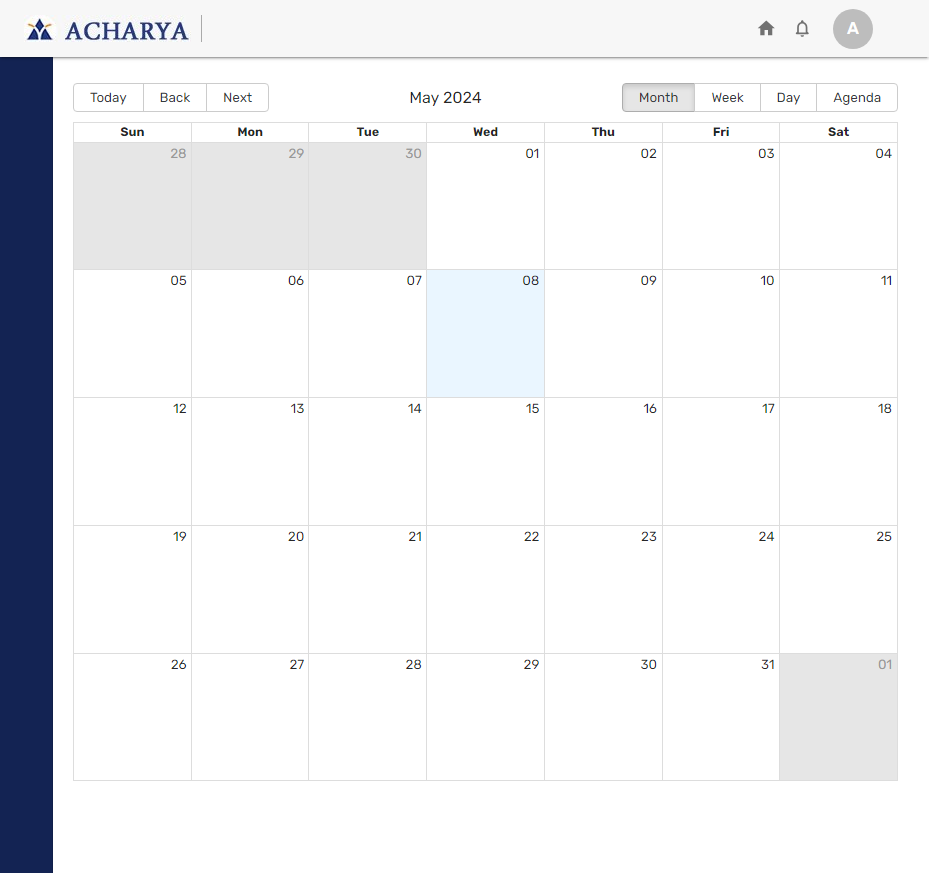 ACHARYA
A
Today Back Next May 2024 Month Week Day Agenda
Sun Mon Tue Wed Thu Fri Sat
28 29 30 01 02 03 04
05 06 07 08 09 10 11
12 13 14 15 16 17 18
19 20 21 22 23 24 25
26 27 28 29 30 31 01